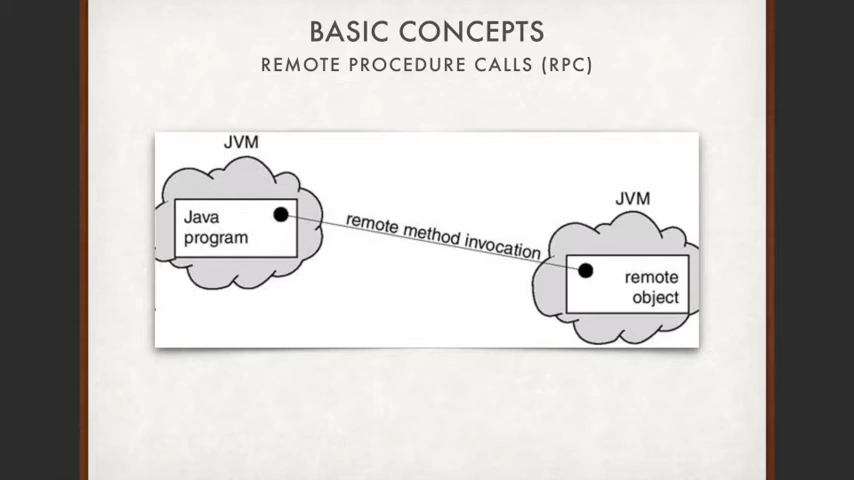 BASIC CONCEPTS
REMOTE PROCEDURE CALLS (RPC)
JVM
Java
program
remote method invocation
JVM
remote
object